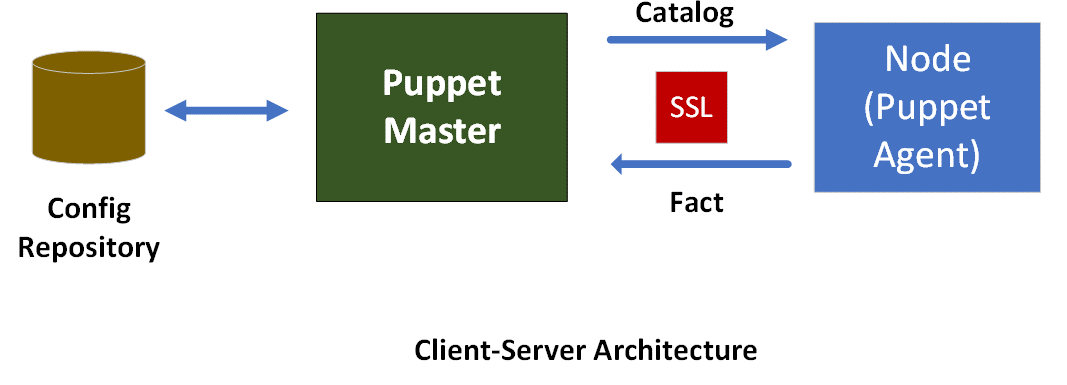 Config
Repository
Puppet
Master
Catalog
SSL
Fact
Node
(Puppet
Agent)
Client-Server Architecture